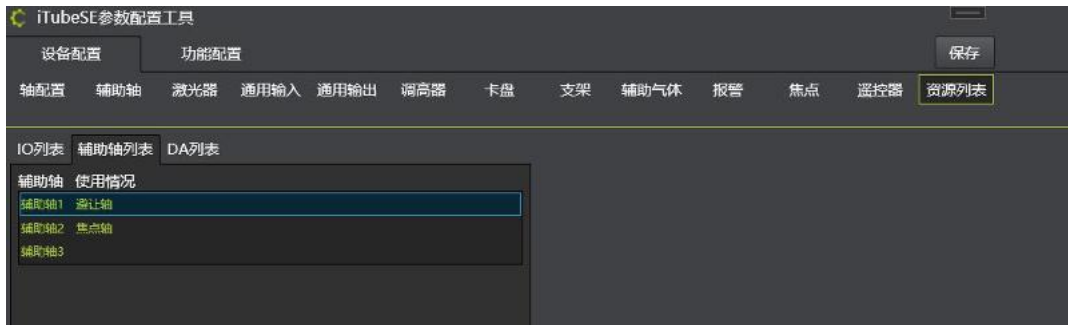 iTubeSE参数配置工具
设备配置 功能配置 保存
轴配置 辅助轴 激光器 通用输入 通用输出 调高器 卡盘 支架 辅助气体 报警 焦点 遥控器 资源列表
IO列表 辅助轴列表 DA列表
辅助轴 使用情况
辅助轴1 避让轴
辅助轴2 焦点轴
辅助轴3